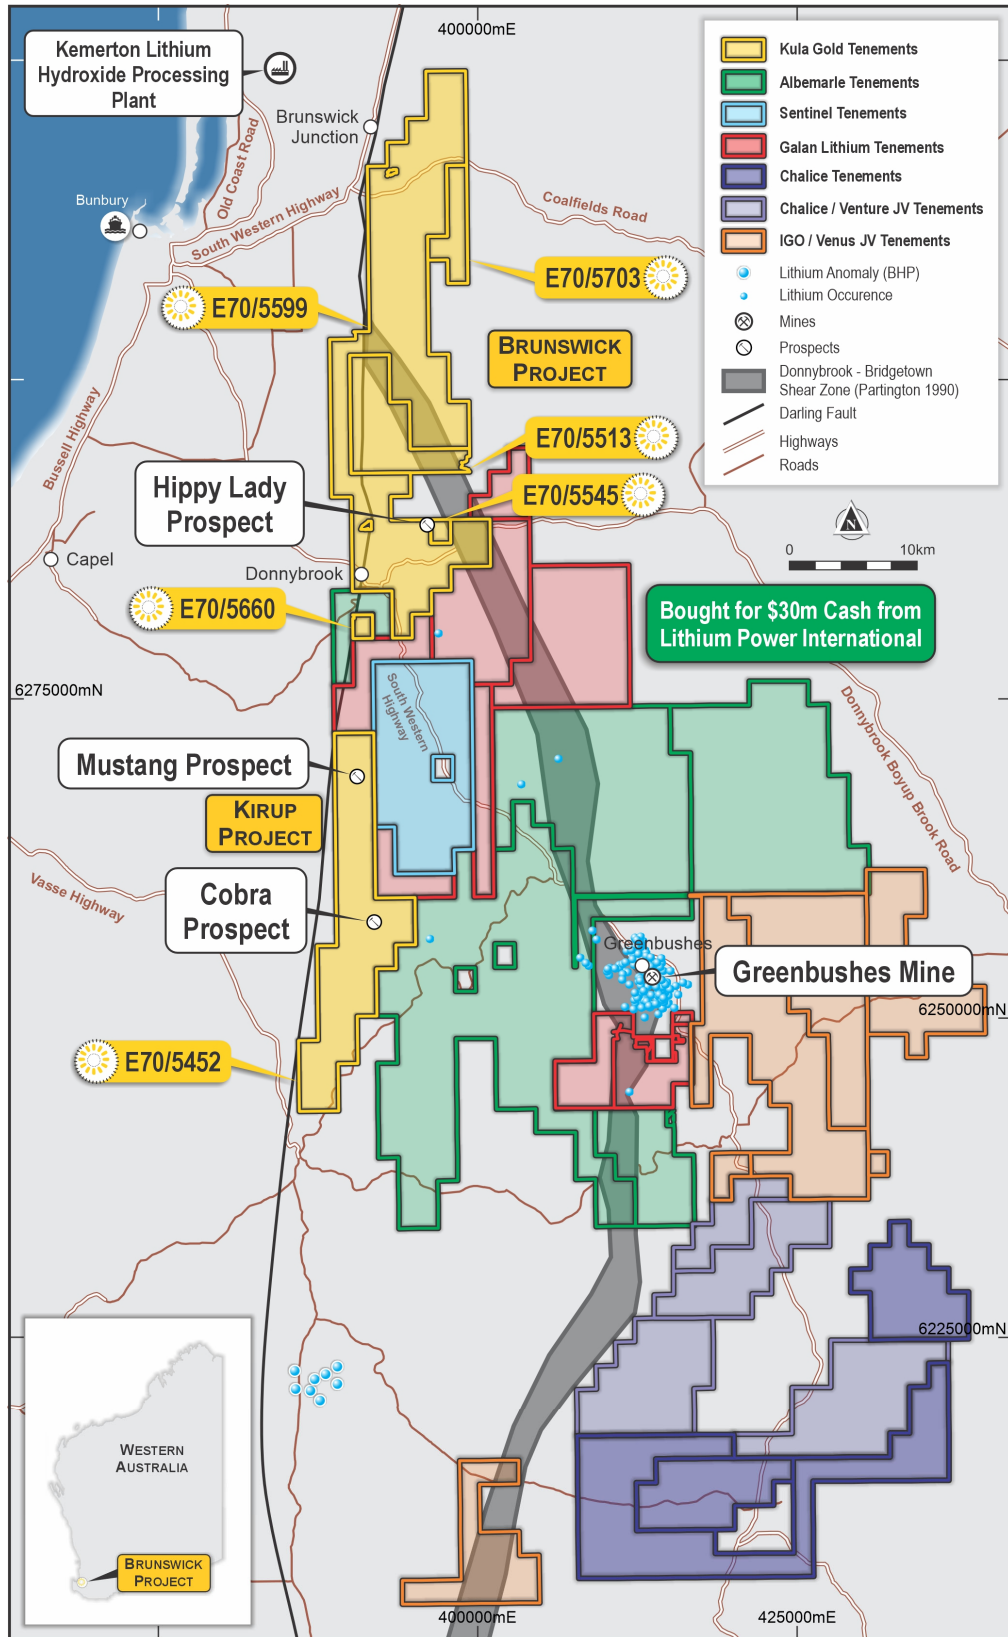 400000mE
Kemerton Lithium
Hydroxide Processing
Plant
Brunswick
Junction
Old Coast Road
South Western Highway
Coalfields Road
Bunbury
Kula Gold Tenements
Albemarle Tenements
Sentinel Tenements
Galan Lithium Tenements
Chalice Tenements
Chalice / Venture JV Tenements
IGO / Venus JV Tenements
Lithium Anomaly (BHP)
Lithium Occurence
Mines
Prospects
Donnybrook - Bridgetown
Shear Zone (Partington 1990)
Darling Fault
Highways
Roads
E70/5703
E70/5599
BRUNSWICK
PROJECT
Bussell Highway
E70/5513
E70/5545
Hippy Lady
Prospect
N
0 10km
Capel
Donnybrook
E70/5660
Bought for $30m Cash from
Lithium Power International
6275000mN
South Western
Highway
Donnybrook Boyup Brook Road
Mustang Prospect
KIRUP
PROJECT
Vasse Highway
Cobra
Prospect
Greenbushes
Greenbushes Mine
6250000mN
E70/5452
6225000mN
WESTERN
AUSTRALIA
BRUNSWICK
PROJECT
400000mE
425000mE